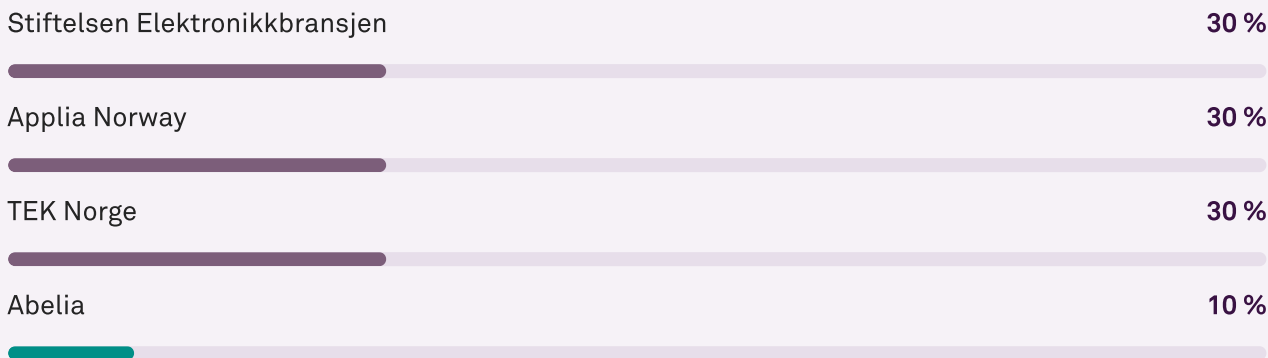 Stiftelsen Elektronikkbransjen 30 %
Applia Norway 30 %
TEK Norge 30 %
Abelia 10 %